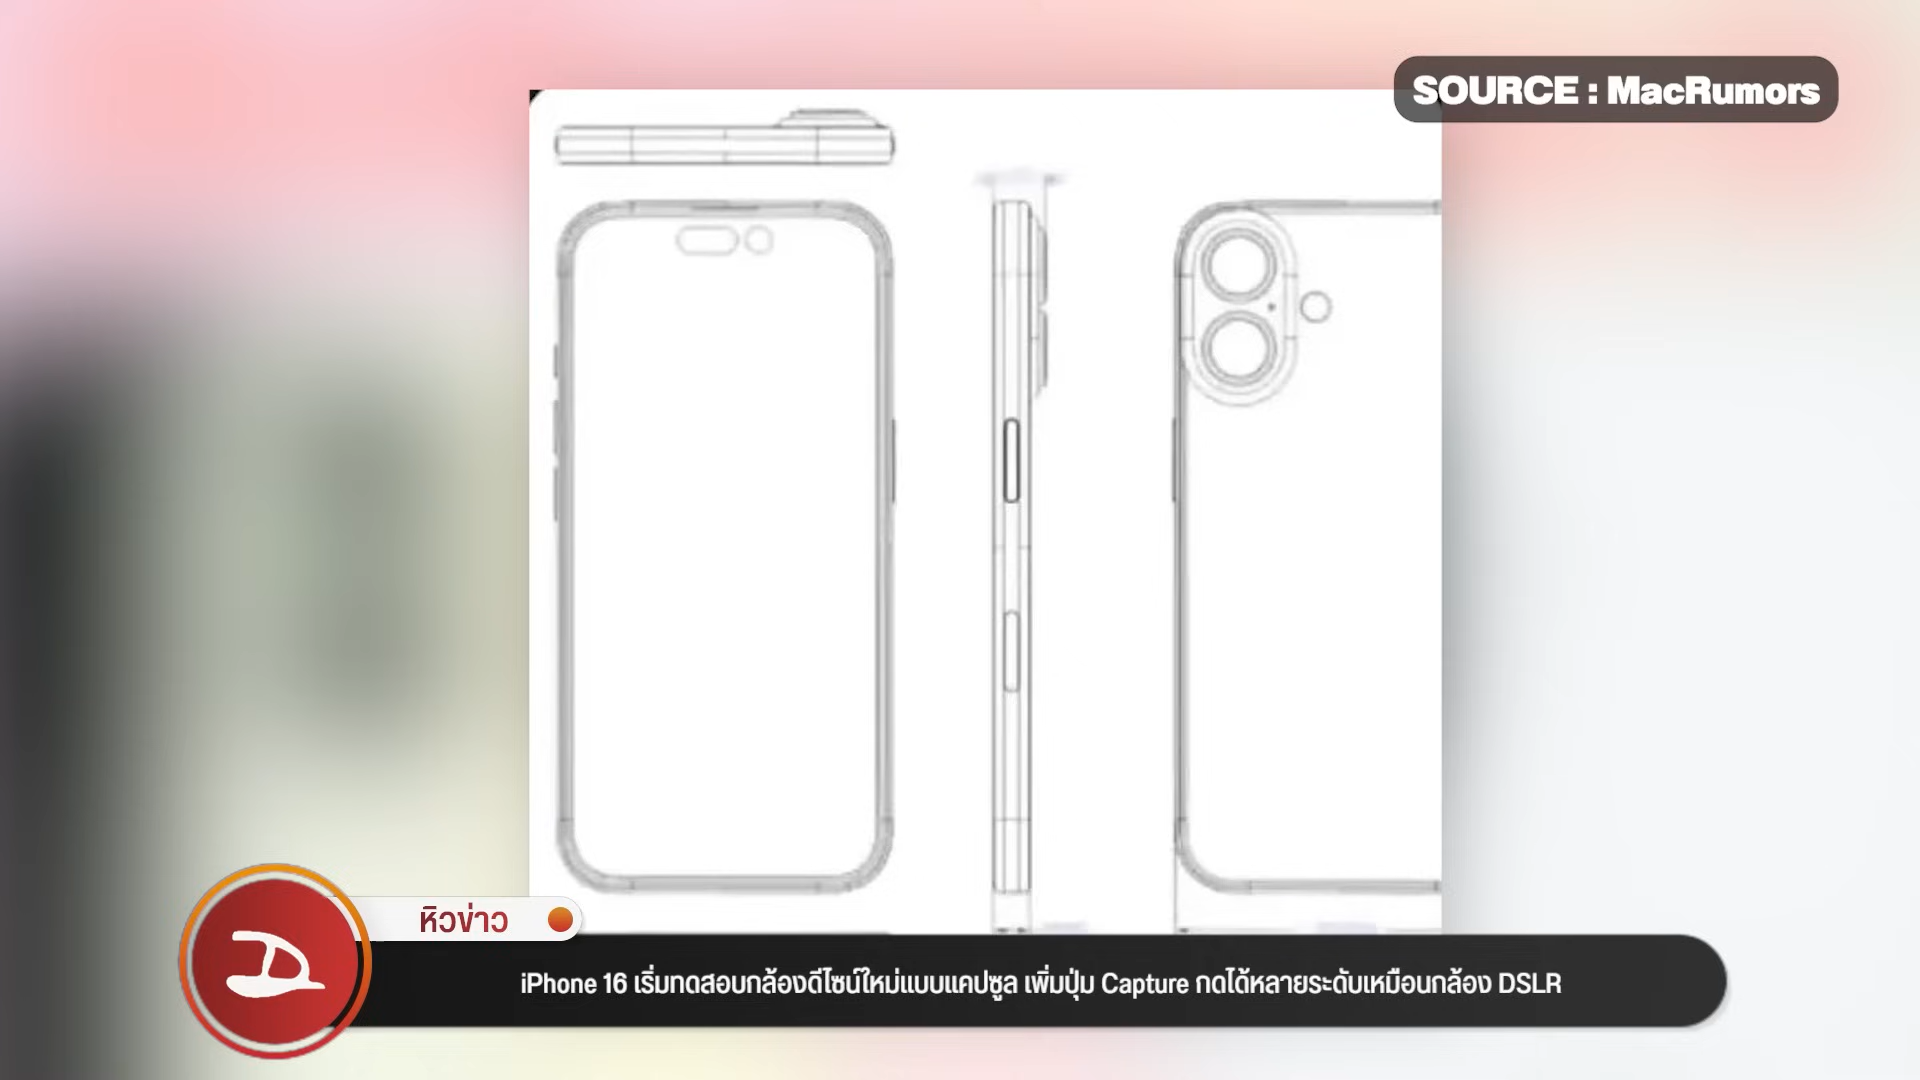 SOURCE : MacRumors
หิวข่าว
iPhone 16 เริ่มทดสอบกล้องดีไซน์ใหม่แบบแคปซูล เพิ่มปุ่ม Capture กดได้หลายระดับเหมือนกล้อง DSLR